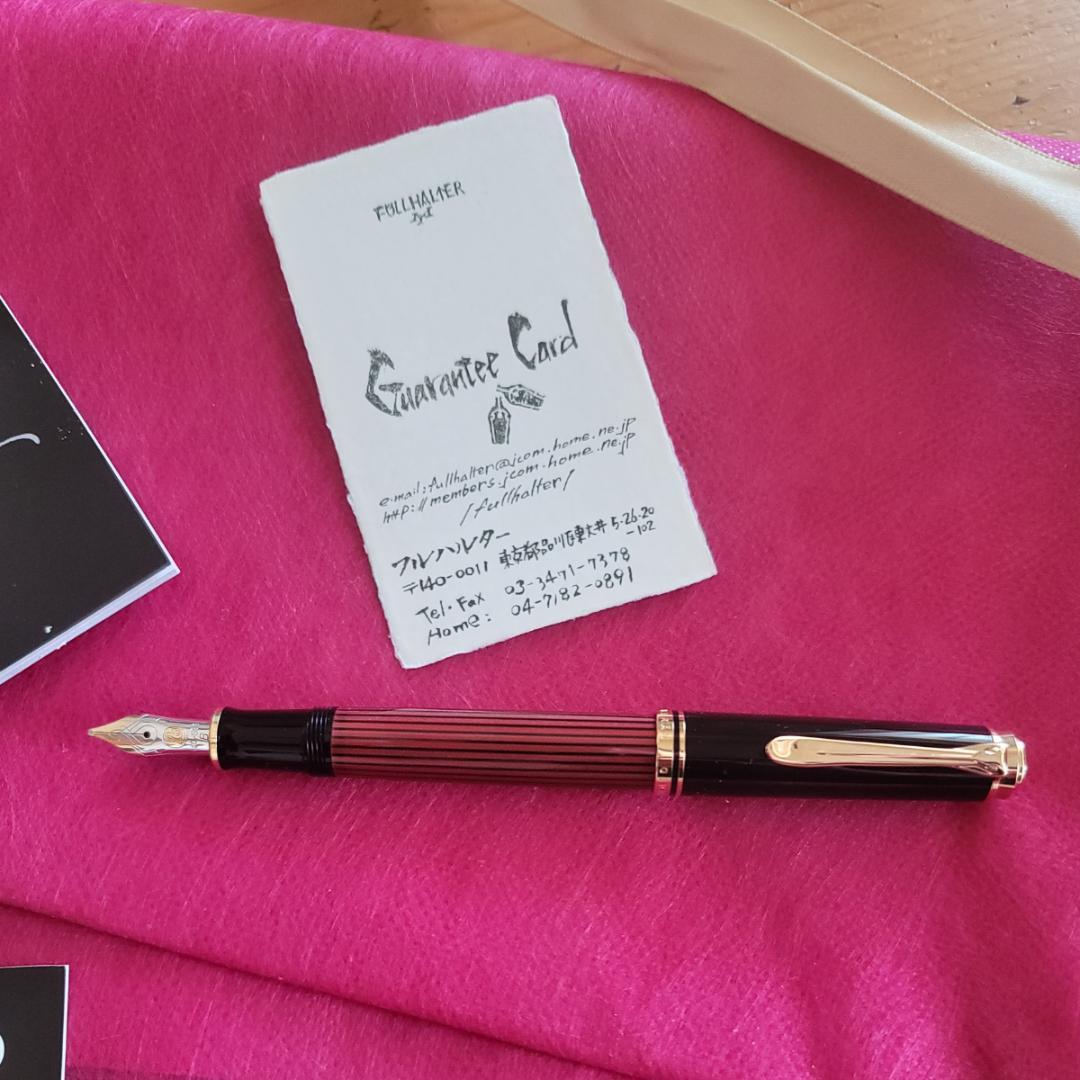 FULLHALTER
Guarantee Card
e-mail:fullhalter@jcom.home.ne.jp
http://members.jcom.home.ne.jp
/fullhalter/
フルハルター
〒140-0011 東京都品川区東大井 5-26-20
-102
Tel・Fax 03-3471-7378
Home: 04-7182-0891